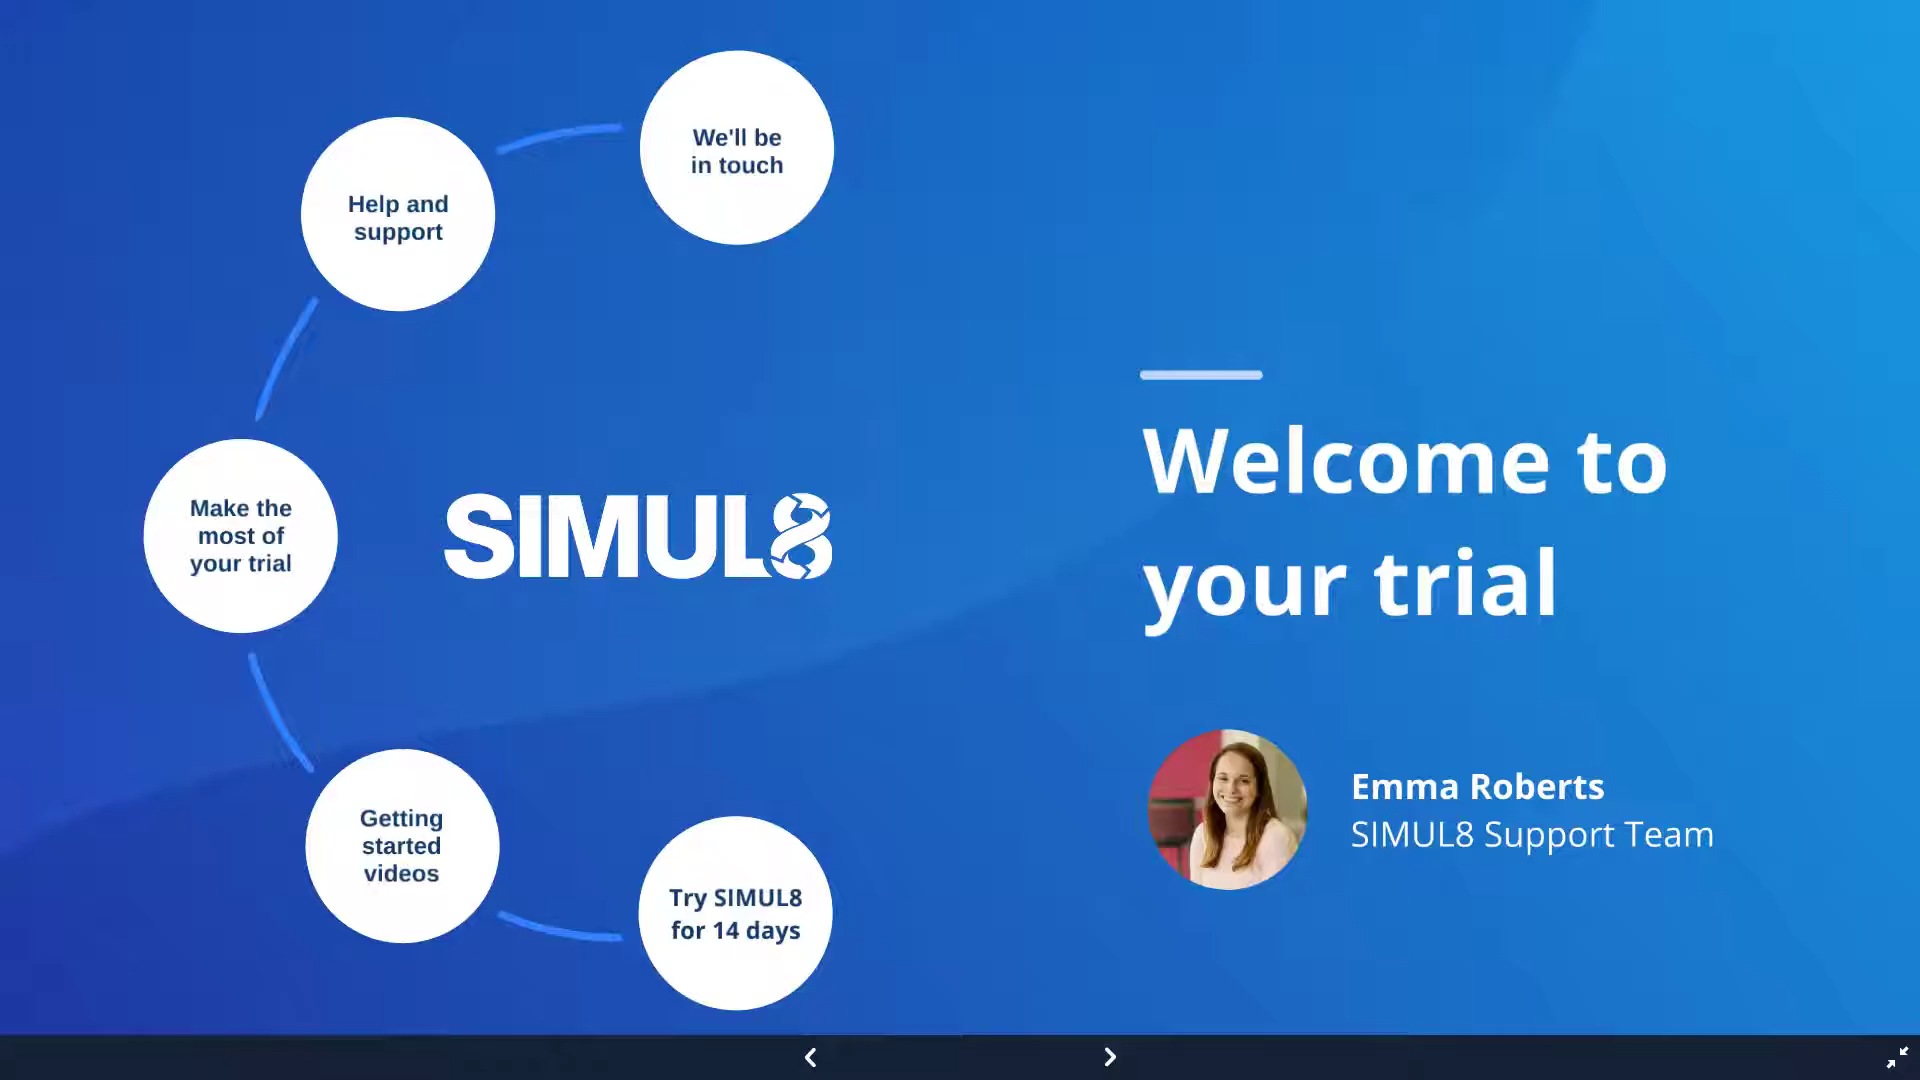 We'll be
in touch
Help and
support
Make the
most of
your trial
SIMUL8
Getting
started
videos
Try SIMUL8
for 14 days
Welcome to
your trial
Emma Roberts
SIMUL8 Support Team